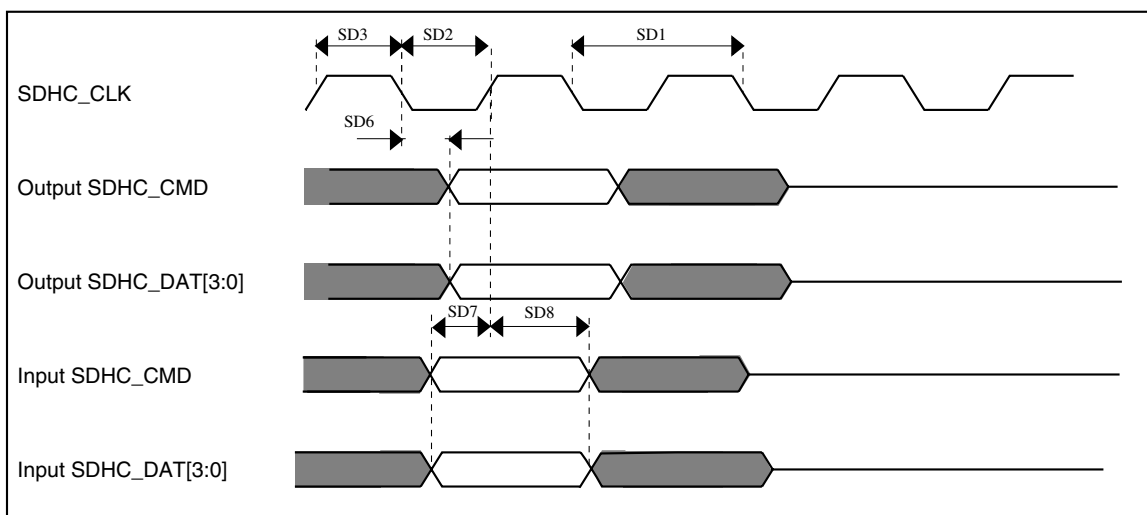 SD3 SD2 SD1
SDHC_CLK
SD6
Output SDHC_CMD
Output SDHC_DAT[3:0]
SD7 SD8
Input SDHC_CMD
Input SDHC_DAT[3:0]